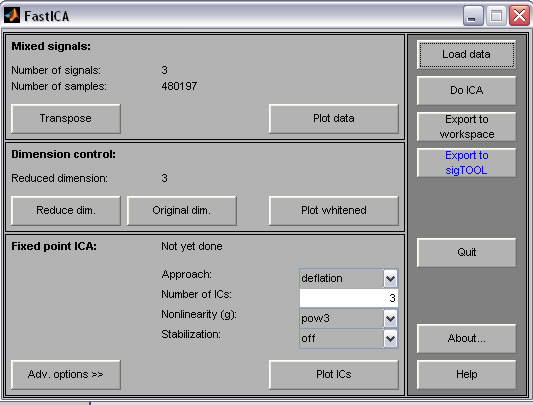 FastICA
Mixed signals:
Number of signals: 3
Number of samples: 480197
Transpose
Plot data
Dimension control:
Reduced dimension: 3
Reduce dim.
Original dim.
Plot whitened
Fixed point ICA: Not yet done
Approach: deflation
Number of ICs: 3
Nonlinearity (g): pow3
Stabilization: off
Adv. options >>
Plot ICs
Load data
Do ICA
Export to
workspace
Export to
sigTOOL
Quit
About...
Help